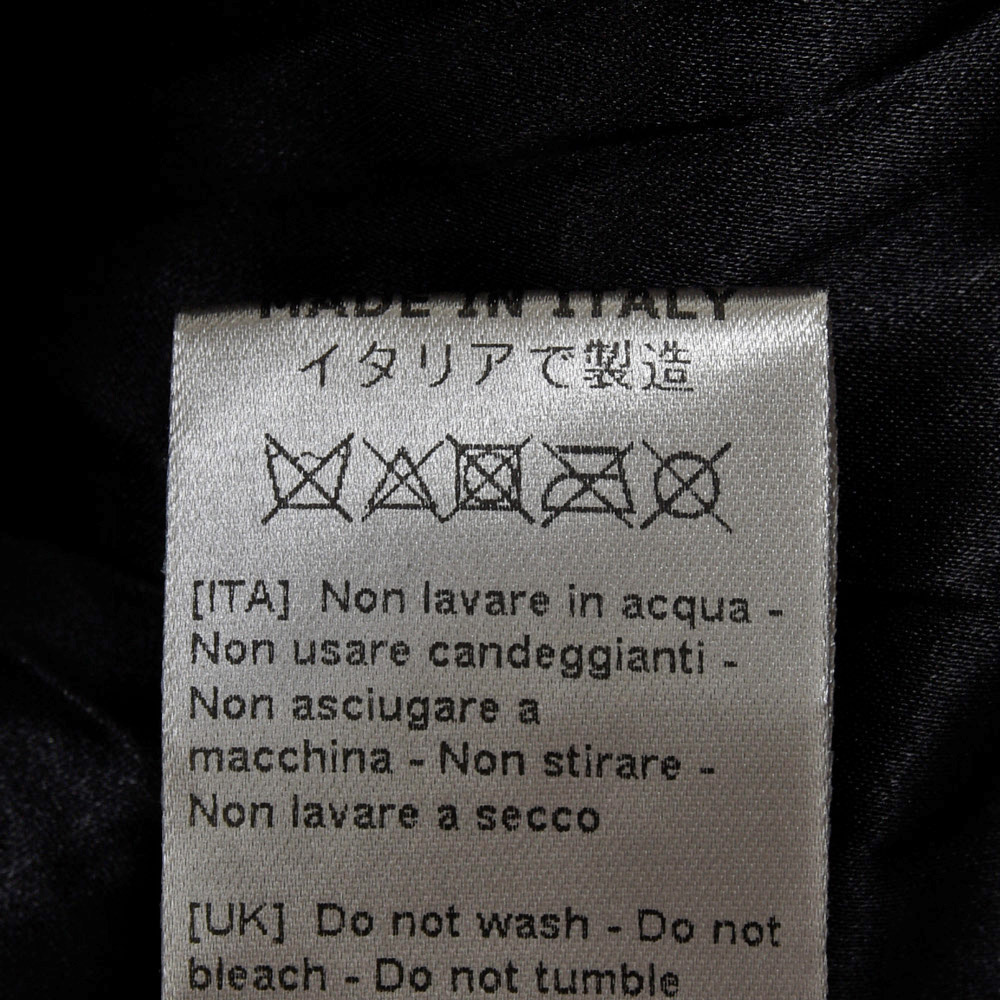 MADE IN ITALY
イタリアで製造
[ITA] Non lavare in acqua -
Non usare candeggianti -
Non asciugare a
macchina - Non stirare -
Non lavare a secco
[UK] Do not wash - Do not
bleach - Do not tumble